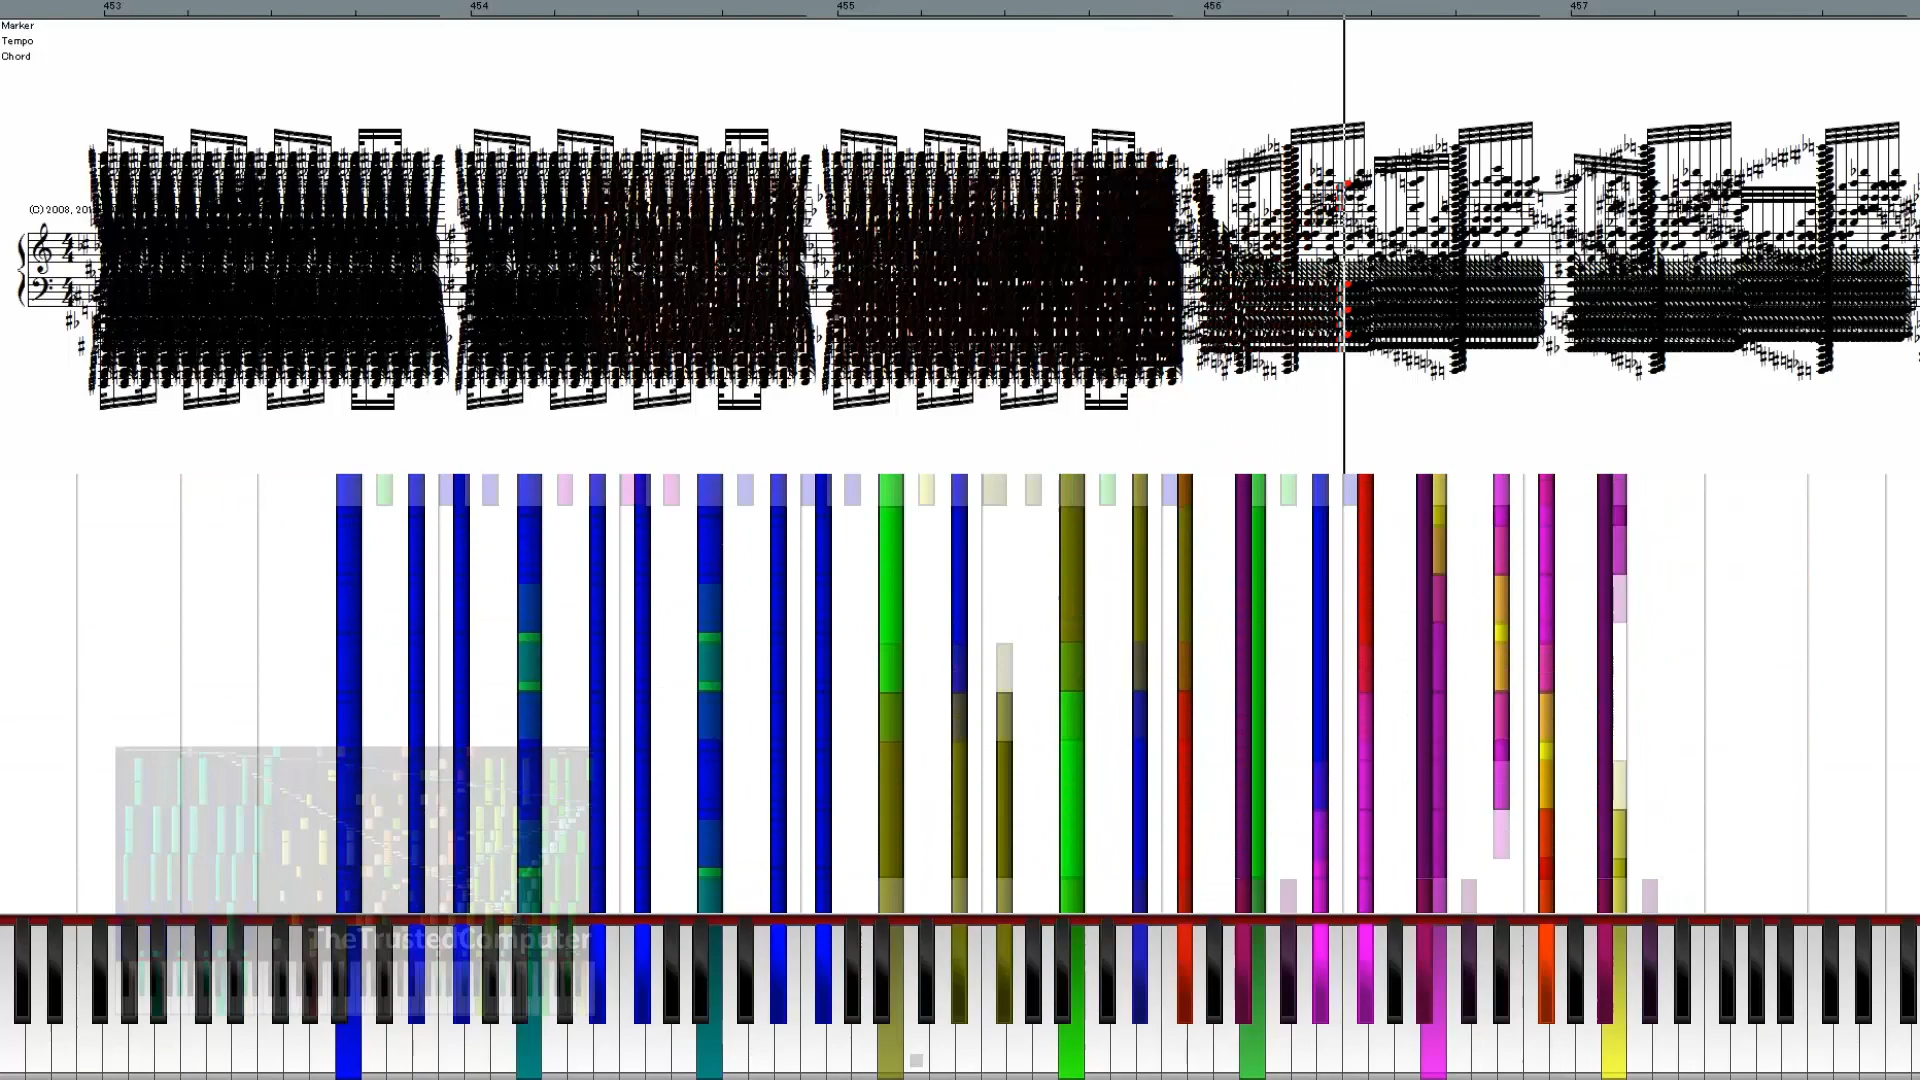 453 454 455 456 457
Marker
Tempo
Chord
(C) 2008, 201
TheTrustedComputer